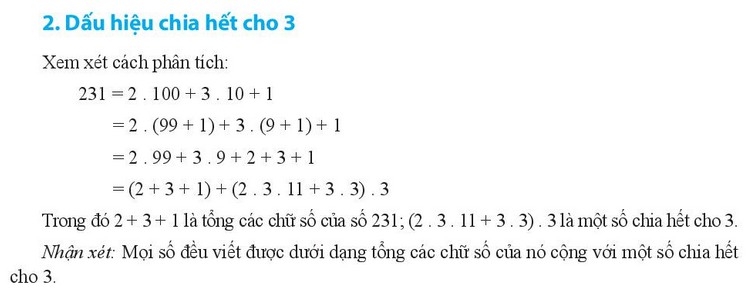 2. Dấu hiệu chia hết cho 3
Xem xét cách phân tích:
231 = 2 . 100 + 3 . 10 + 1
= 2 . (99 + 1) + 3 . (9 + 1) + 1
= 2 . 99 + 3 . 9 + 2 + 3 + 1
= (2 + 3 + 1) + (2 . 3 . 11 + 3 . 3) . 3
Trong đó 2 + 3 + 1 là tổng các chữ số của số 231; (2 . 3 . 11 + 3 . 3) . 3 là một số chia hết cho 3.
Nhận xét: Mọi số đều viết được dưới dạng tổng các chữ số của nó cộng với một số chia hết
cho 3.